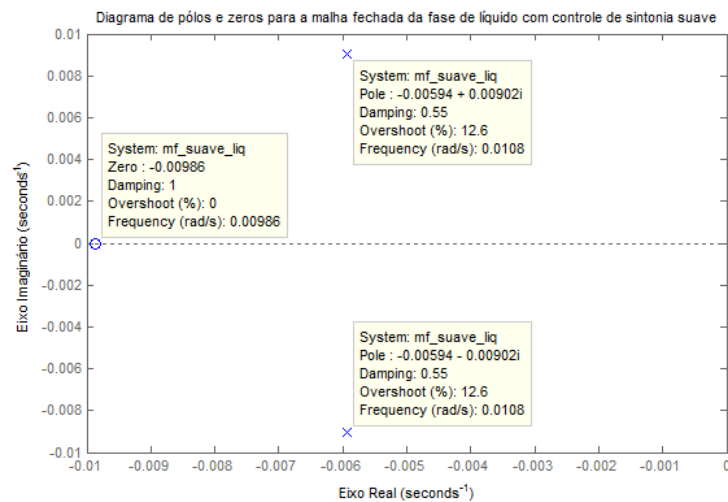 Diagrama de pólos e zeros para a malha fechada da fase de líquido com controle de sintonia suave
0.01
0.008
0.006
0.004
0.002
0
-0.002
-0.004
-0.006
-0.008
-0.01
Eixo Imaginário (seconds⁻¹)
System: mf_suave_liq
Pole : -0.00594 + 0.00902i
Damping: 0.55
Overshoot (%): 12.6
Frequency (rad/s): 0.0108
System: mf_suave_liq
Zero : -0.00986
Damping: 1
Overshoot (%): 0
Frequency (rad/s): 0.00986
System: mf_suave_liq
Pole : -0.00594 - 0.00902i
Damping: 0.55
Overshoot (%): 12.6
Frequency (rad/s): 0.0108
-0.01 -0.009 -0.008 -0.007 -0.006 -0.005 -0.004 -0.003 -0.002 -0.001 0
Eixo Real (seconds⁻¹)